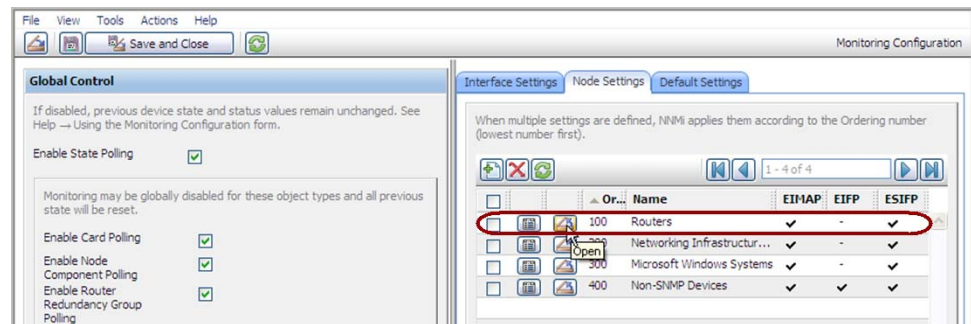 File View Tools Actions Help
Save and Close
Monitoring Configuration
Global Control
If disabled, previous device state and status values remain unchanged. See
Help → Using the Monitoring Configuration form.
Enable State Polling
Monitoring may be globally disabled for these object types and all previous
state will be reset.
Enable Card Polling
Enable Node
Component Polling
Enable Router
Redundancy Group
Polling
Interface Settings Node Settings Default Settings
When multiple settings are defined, NNMi applies them according to the Ordering number
(lowest number first).
1 - 4 of 4
Or... Name EIMAP EIFP ESIFP
100 Routers -
Networking Infrastructur... -
Open
300 Microsoft Windows Systems -
400 Non-SNMP Devices